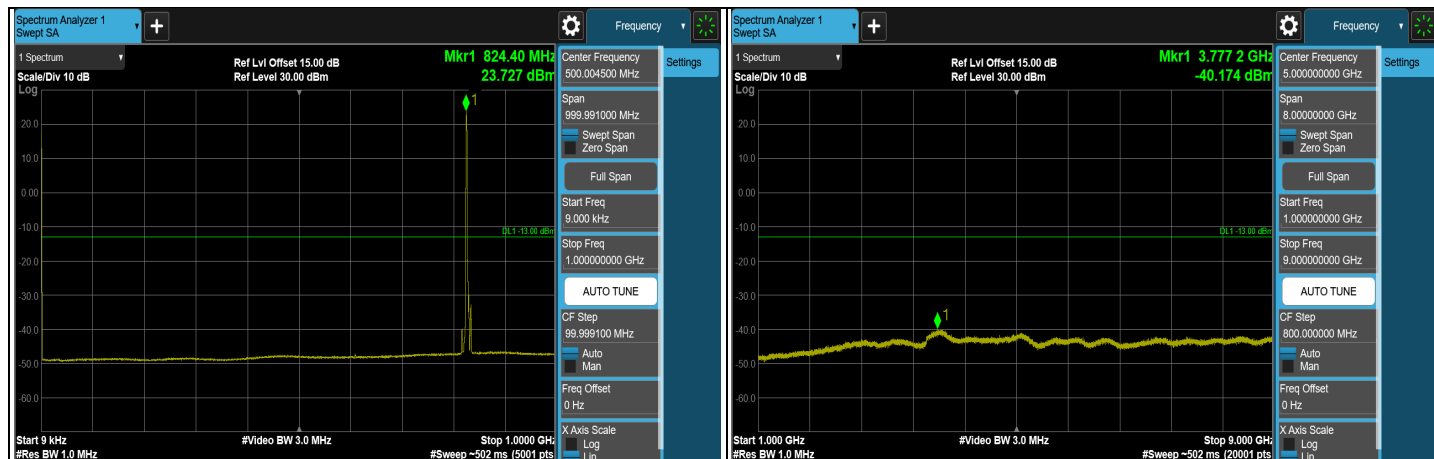 Spectrum Analyzer 1
Swept SA
+
Frequency
1 Spectrum
Scale/Div 10 dB
Log
Ref Lvl Offset 15.00 dB
Ref Level 30.00 dBm
Mkr1 824.40 MHz
23.727 dBm
1
20.0
10.0
0.00
-10.0
-20.0
-30.0
-40.0
-50.0
-60.0
DL1 -13.00 dBm
Start 9 kHz
#Res BW 1.0 MHz
#Video BW 3.0 MHz
Stop 1.0000 GHz
#Sweep ~502 ms (5001 pts
Center Frequency
500.004500 MHz
Span
999.991000 MHz
Swept Span
Zero Span
Full Span
Start Freq
9.000 kHz
Stop Freq
1.000000000 GHz
AUTO TUNE
CF Step
99.999100 MHz
Auto
Man
Freq Offset
0 Hz
X Axis Scale
Log
Lin
Settings
Spectrum Analyzer 1
Swept SA
+
Frequency
1 Spectrum
Scale/Div 10 dB
Log
Ref Lvl Offset 15.00 dB
Ref Level 30.00 dBm
Mkr1 3.777 2 GHz
-40.174 dBm
1
20.0
10.0
0.00
-10.0
-20.0
-30.0
-40.0
-50.0
-60.0
DL1 -13.00 dBm
Start 1.000 GHz
#Res BW 1.0 MHz
#Video BW 3.0 MHz
Stop 9.000 GHz
#Sweep ~502 ms (20001 pts
Center Frequency
5.000000000 GHz
Span
8.00000000 GHz
Swept Span
Zero Span
Full Span
Start Freq
1.000000000 GHz
Stop Freq
9.000000000 GHz
AUTO TUNE
CF Step
800.000000 MHz
Auto
Man
Freq Offset
0 Hz
X Axis Scale
Log
Lin
Settings